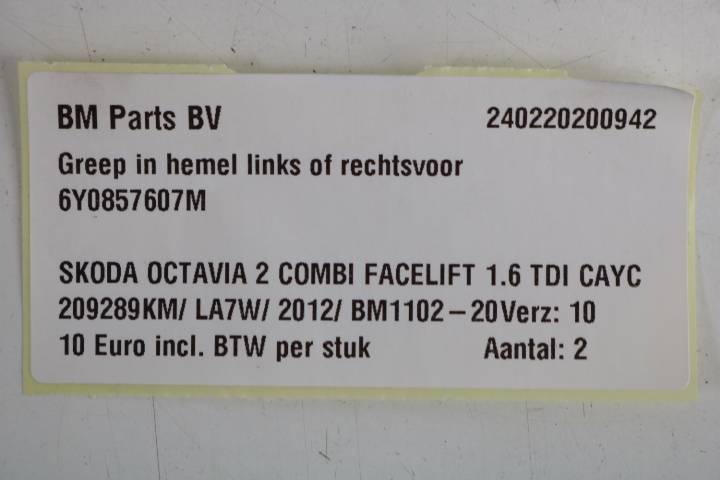 BM Parts BV 240220200942
Greep in hemel links of rechtsvoor
6Y0857607M
SKODA OCTAVIA 2 COMBI FACELIFT 1.6 TDI CAYC
209289KM/ LA7W/ 2012/ BM1102-20Verz: 10
10 Euro incl. BTW per stuk Aantal: 2